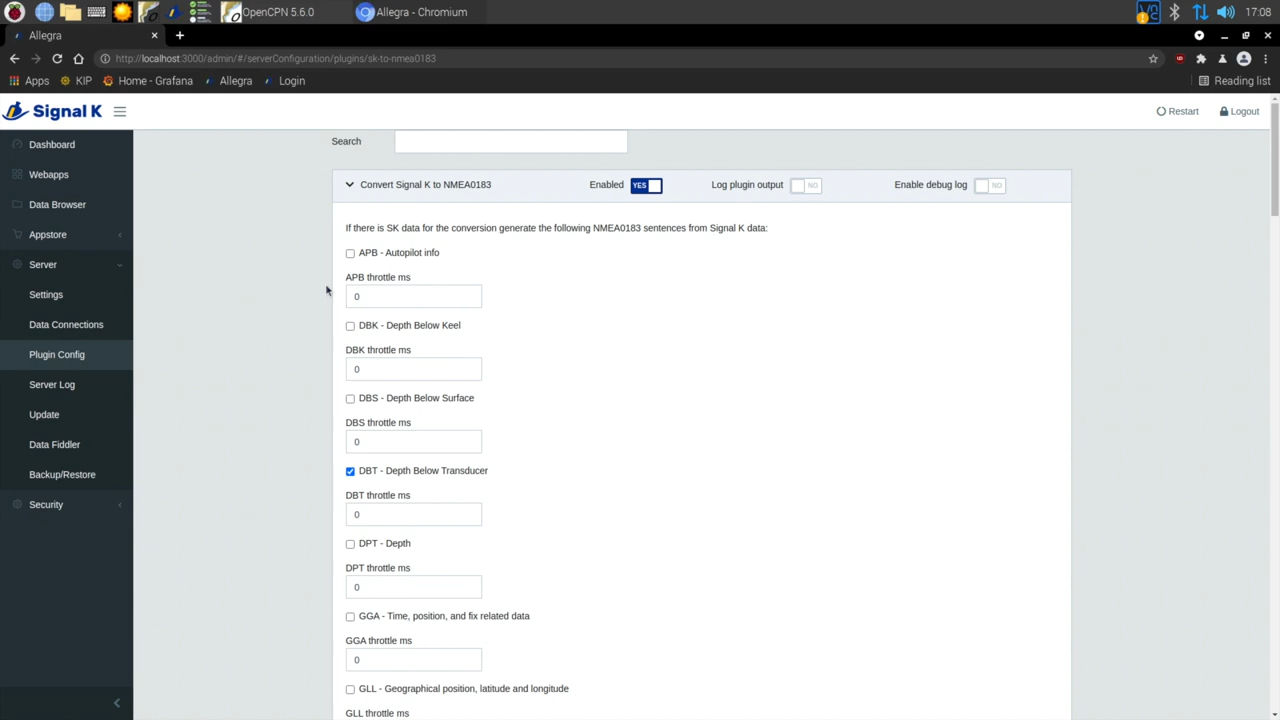 OpenCPN 5.6.0
Allegra - Chromium
17:08
Allegra
http://localhost:3000/admin/#/serverConfiguration/plugins/sk-to-nmea0183
Apps
KIP
Home - Grafana
Allegra
Login
Reading list
Signal K
Restart
Logout
Dashboard
Webapps
Data Browser
Appstore
Server
Settings
Data Connections
Plugin Config
Server Log
Update
Data Fiddler
Backup/Restore
Security
Search
Convert Signal K to NMEA0183
Enabled YES
Log plugin output NO
Enable debug log NO
If there is SK data for the conversion generate the following NMEA0183 sentences from Signal K data:
APB - Autopilot info
APB throttle ms
0
DBK - Depth Below Keel
DBK throttle ms
0
DBS - Depth Below Surface
DBS throttle ms
0
DBT - Depth Below Transducer
DBT throttle ms
0
DPT - Depth
DPT throttle ms
0
GGA - Time, position, and fix related data
GGA throttle ms
0
GLL - Geographical position, latitude and longitude
GLL throttle ms